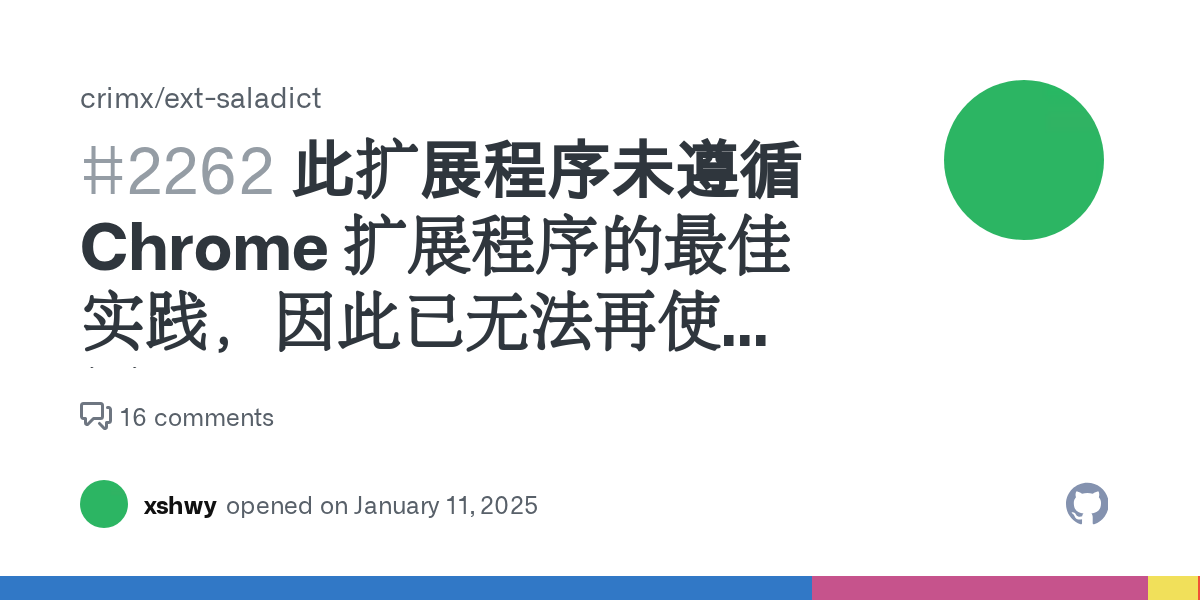 crimx/ext-saladict
#2262 此扩展程序未遵循
Chrome 扩展程序的最佳
实践，因此已无法再使...
16 comments
xshwy opened on January 11, 2025